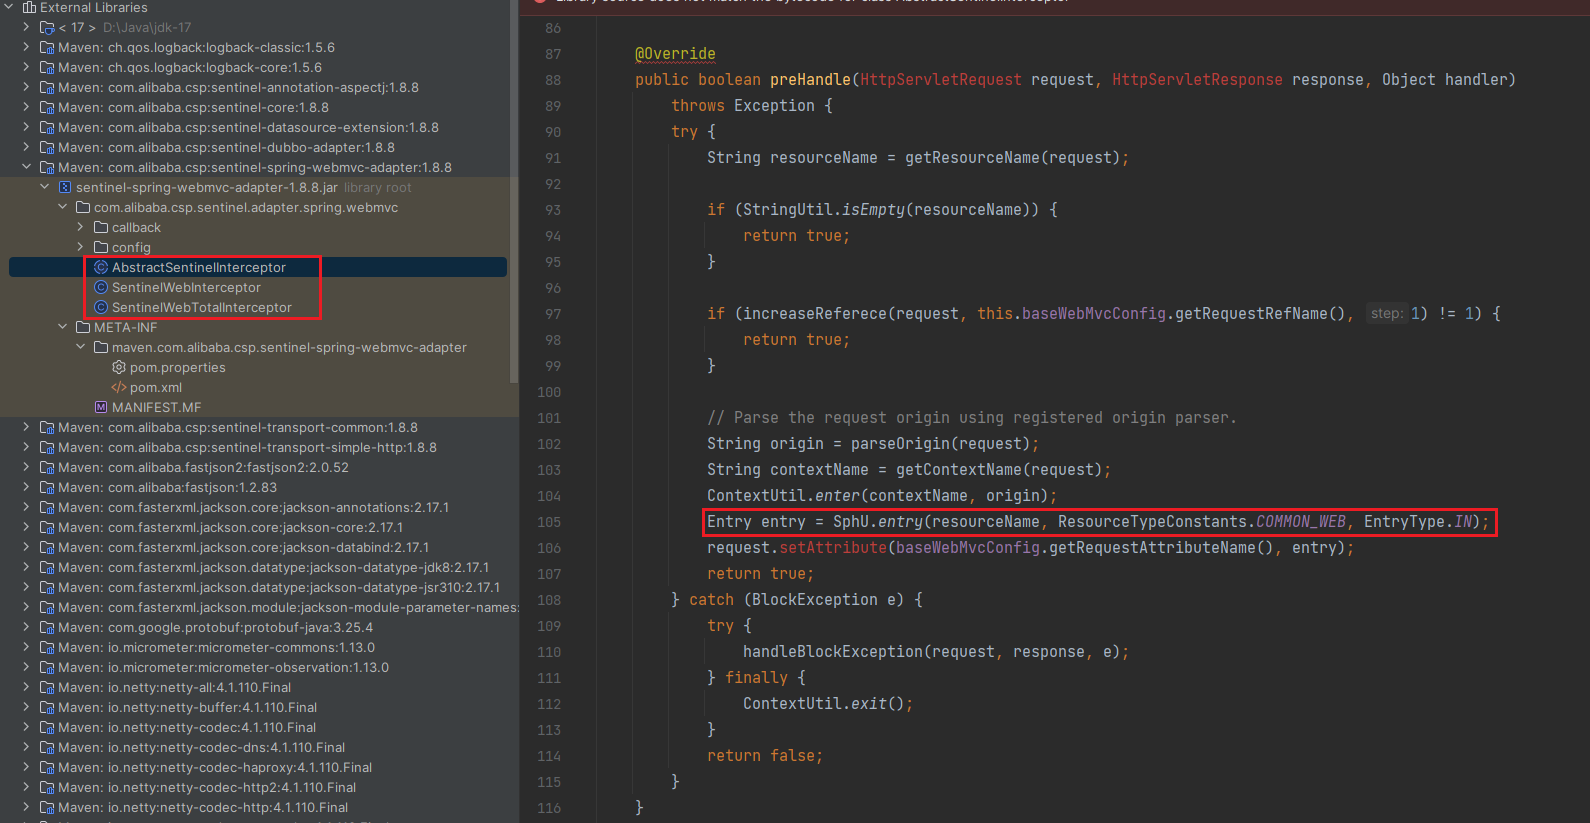 External Libraries
< 17 > D:\Java\jdk-17
Maven: ch.qos.logback:logback-classic:1.5.6
Maven: ch.qos.logback:logback-core:1.5.6
Maven: com.alibaba.csp:sentinel-annotation-aspectj:1.8.8
Maven: com.alibaba.csp:sentinel-core:1.8.8
Maven: com.alibaba.csp:sentinel-datasource-extension:1.8.8
Maven: com.alibaba.csp:sentinel-dubbo-adapter:1.8.8
Maven: com.alibaba.csp:sentinel-spring-webmvc-adapter:1.8.8
sentinel-spring-webmvc-adapter-1.8.8.jar library root
com.alibaba.csp.sentinel.adapter.spring.webmvc
callback
config
AbstractSentinelInterceptor
SentinelWebInterceptor
SentinelWebTotalInterceptor
META-INF
maven.com.alibaba.csp.sentinel-spring-webmvc-adapter
pom.properties
pom.xml
MANIFEST.MF
Maven: com.alibaba.csp:sentinel-transport-common:1.8.8
Maven: com.alibaba.csp:sentinel-transport-simple-http:1.8.8
Maven: com.alibaba.fastjson2:fastjson2:2.0.52
Maven: com.alibaba:fastjson:1.2.83
Maven: com.fasterxml.jackson.core:jackson-annotations:2.17.1
Maven: com.fasterxml.jackson.core:jackson-core:2.17.1
Maven: com.fasterxml.jackson.core:jackson-databind:2.17.1
Maven: com.fasterxml.jackson.datatype:jackson-datatype-jdk8:2.17.1
Maven: com.fasterxml.jackson.datatype:jackson-datatype-jsr310:2.17.1
Maven: com.fasterxml.jackson.module:jackson-module-parameter-names:
Maven: com.google.protobuf:protobuf-java:3.25.4
Maven: io.micrometer:micrometer-commons:1.13.0
Maven: io.micrometer:micrometer-observation:1.13.0
Maven: io.netty:netty-all:4.1.110.Final
Maven: io.netty:netty-buffer:4.1.110.Final
Maven: io.netty:netty-codec:4.1.110.Final
Maven: io.netty:netty-codec-dns:4.1.110.Final
Maven: io.netty:netty-codec-haproxy:4.1.110.Final
Maven: io.netty:netty-codec-http2:4.1.110.Final
Maven: io.netty:netty-codec-http:4.1.110.Final
Library source does not match the bytecode for class AbstractSentinelInterceptor
86
87 @Override
88 public boolean preHandle(HttpServletRequest request, HttpServletResponse response, Object handler)
89 throws Exception {
90 try {
91 String resourceName = getResourceName(request);
92
93 if (StringUtil.isEmpty(resourceName)) {
94 return true;
95 }
96
97 if (increaseReferece(request, this.baseWebMvcConfig.getRequestRefName(), step: 1) != 1) {
98 return true;
99 }
100
101 // Parse the request origin using registered origin parser.
102 String origin = parseOrigin(request);
103 String contextName = getContextName(request);
104 ContextUtil.enter(contextName, origin);
105 Entry entry = SphU.entry(resourceName, ResourceTypeConstants.COMMON_WEB, EntryType.IN);
106 request.setAttribute(baseWebMvcConfig.getRequestAttributeName(), entry);
107 return true;
108 } catch (BlockException e) {
109 try {
110 handleBlockException(request, response, e);
111 } finally {
112 ContextUtil.exit();
113 }
114 return false;
115 }
116 }